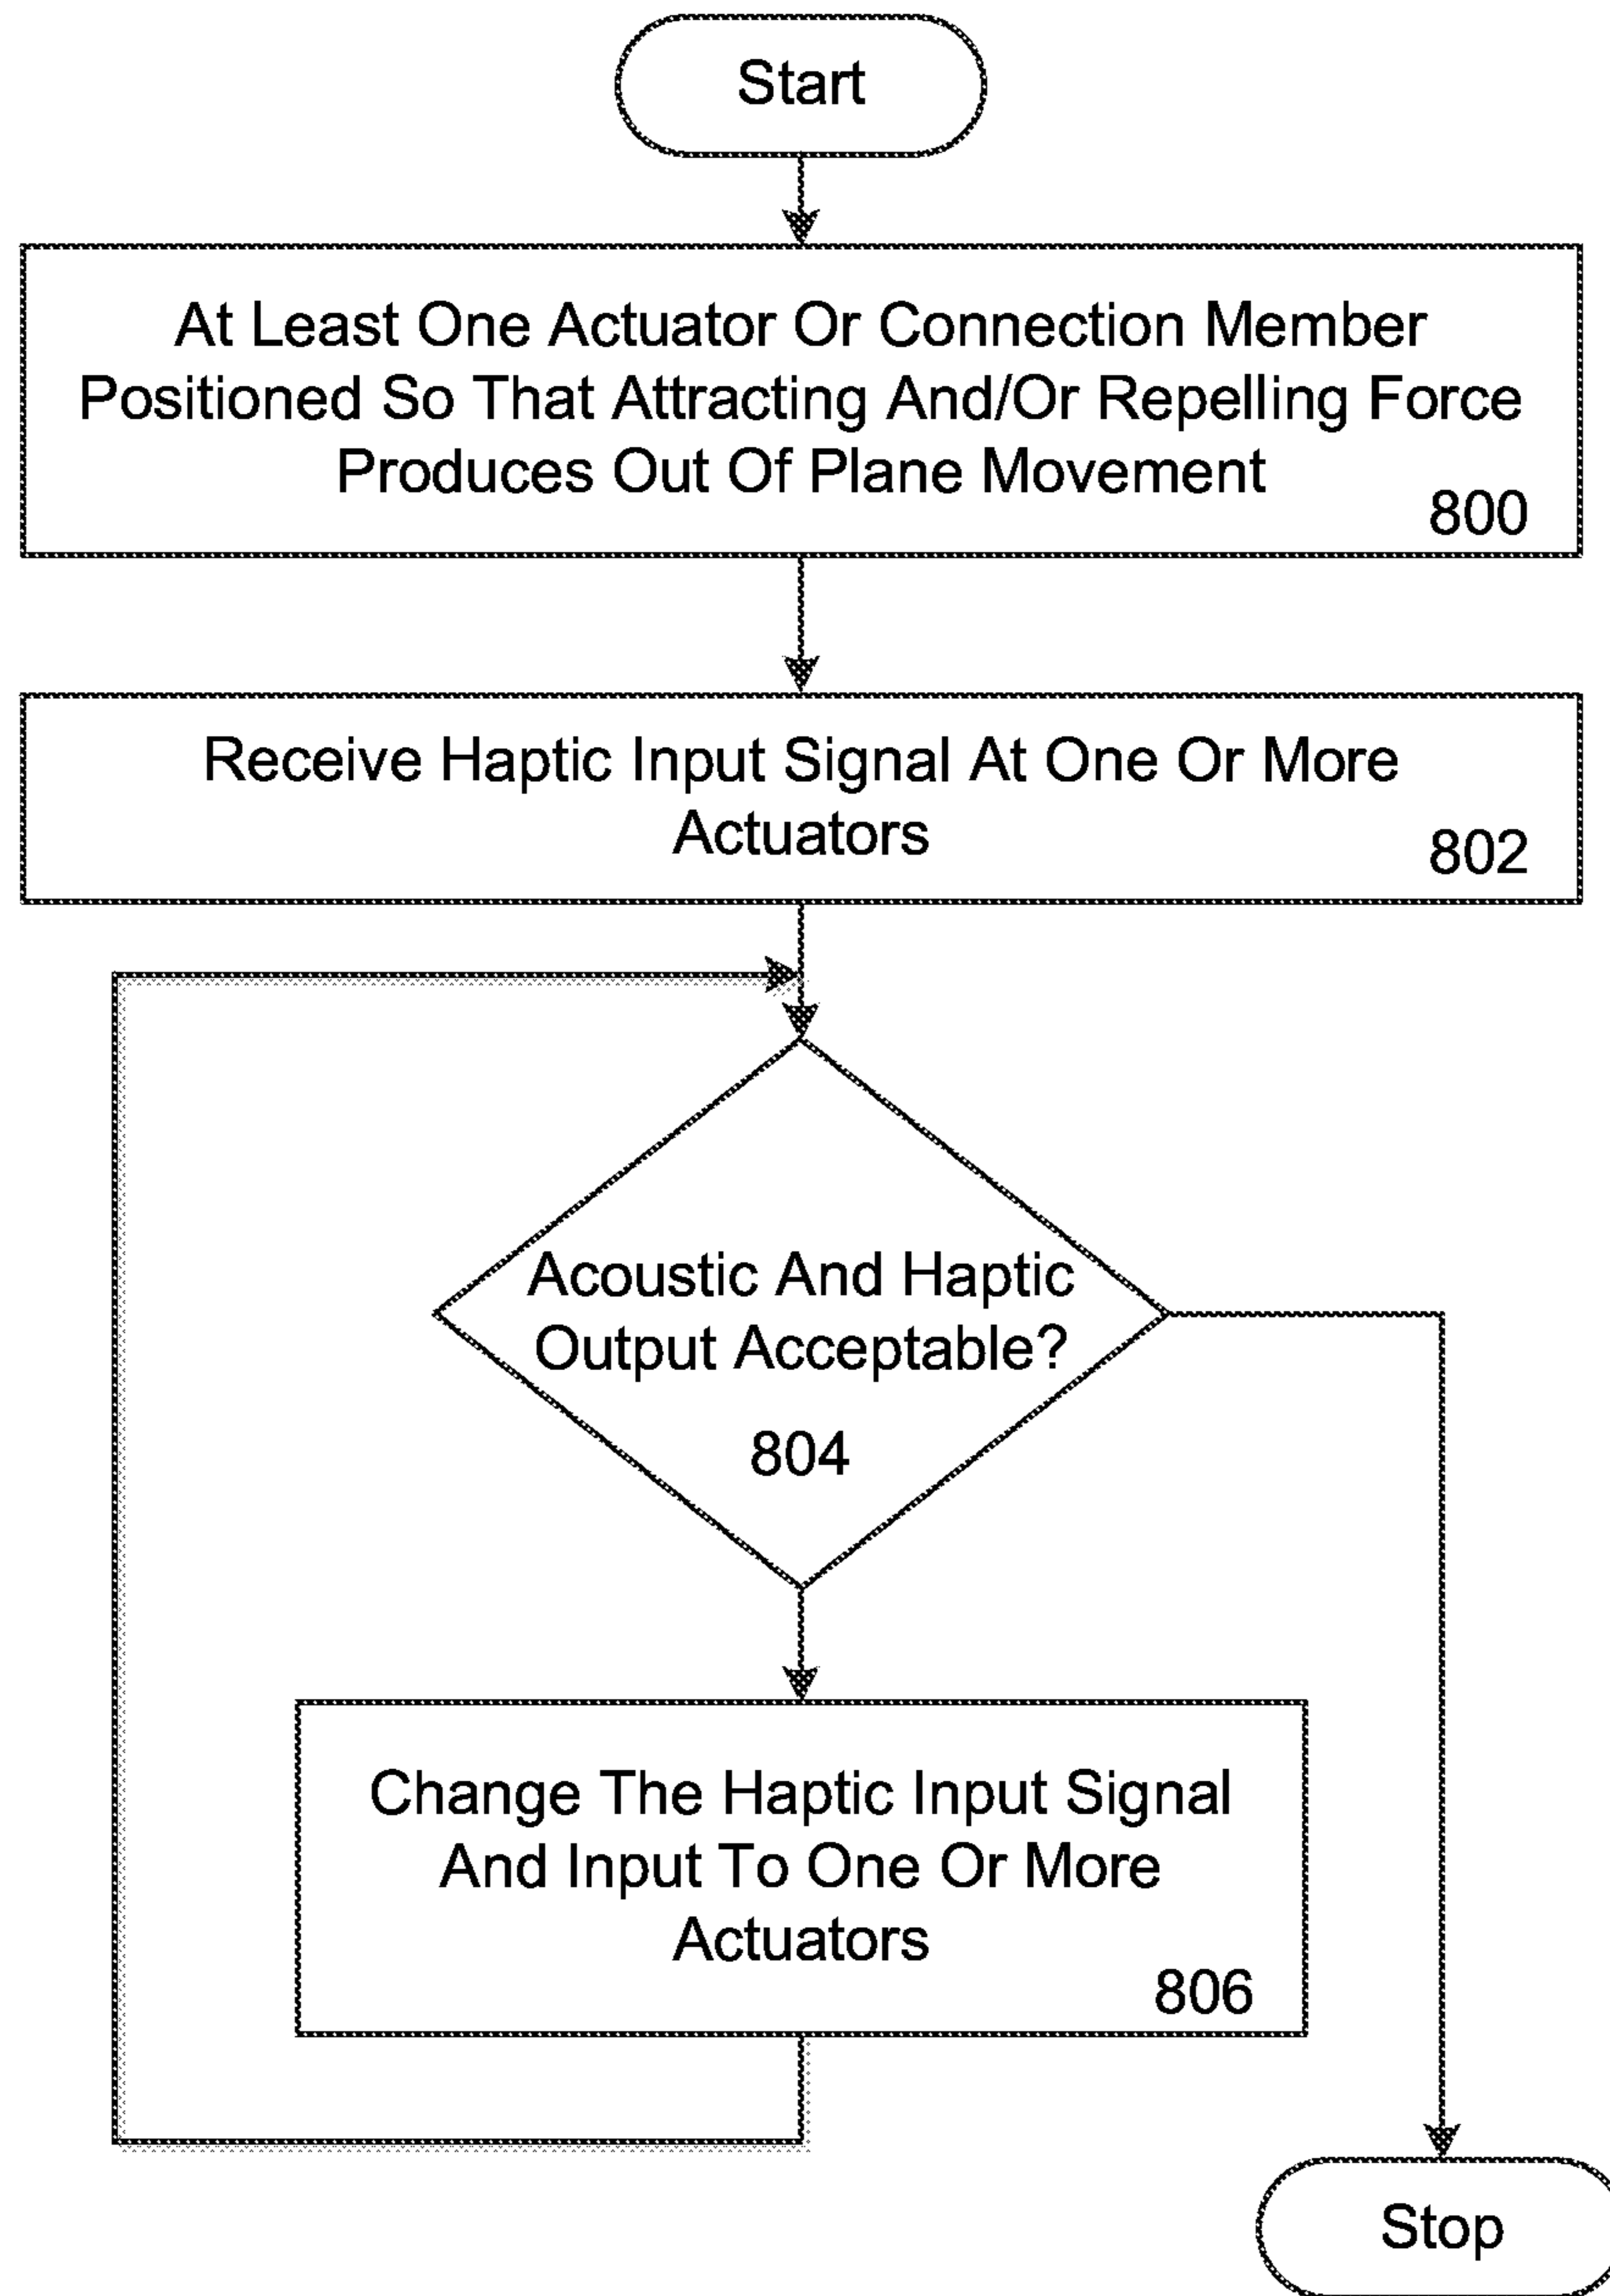 Start
At Least One Actuator Or Connection Member
Positioned So That Attracting And/Or Repelling Force
Produces Out Of Plane Movement
800
Receive Haptic Input Signal At One Or More
Actuators
802
Acoustic And Haptic
Output Acceptable?
804
Change The Haptic Input Signal
And Input To One Or More
Actuators
806
Stop